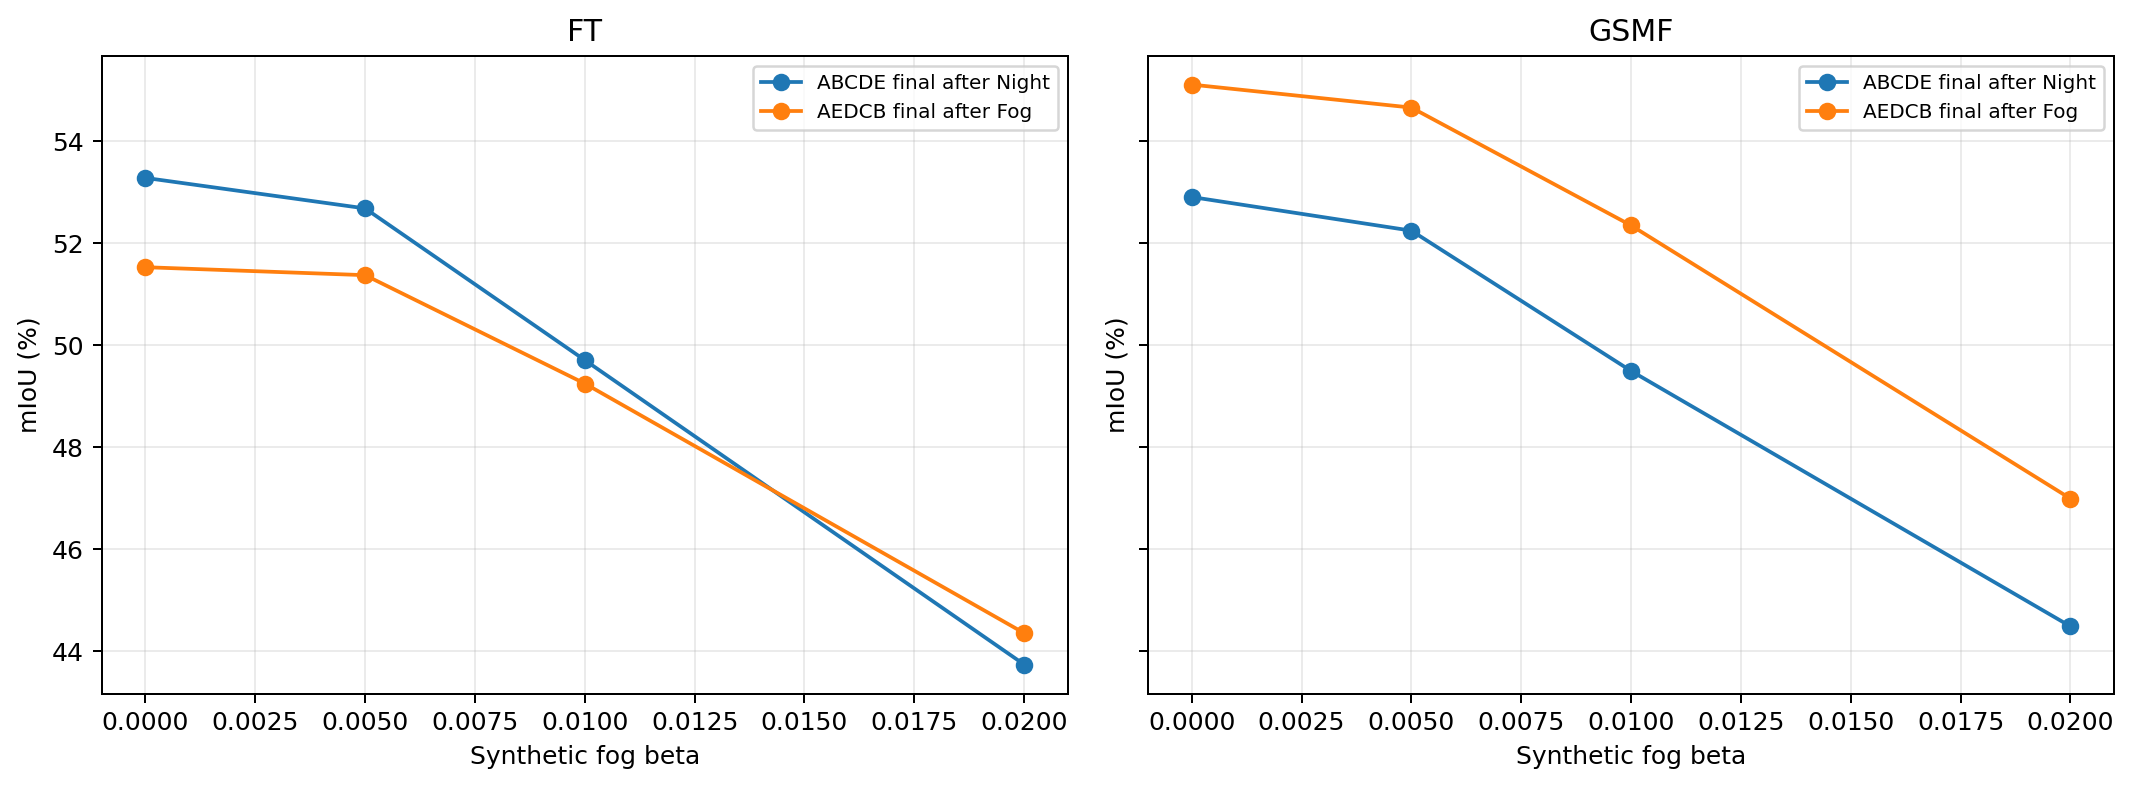 FT
ABCDE final after Night
AEDCB final after Fog
mIoU (%)
54
52
50
48
46
44
0.0000 0.0025 0.0050 0.0075 0.0100 0.0125 0.0150 0.0175 0.0200
Synthetic fog beta
GSMF
ABCDE final after Night
AEDCB final after Fog
mIoU (%)
0.0000 0.0025 0.0050 0.0075 0.0100 0.0125 0.0150 0.0175 0.0200
Synthetic fog beta